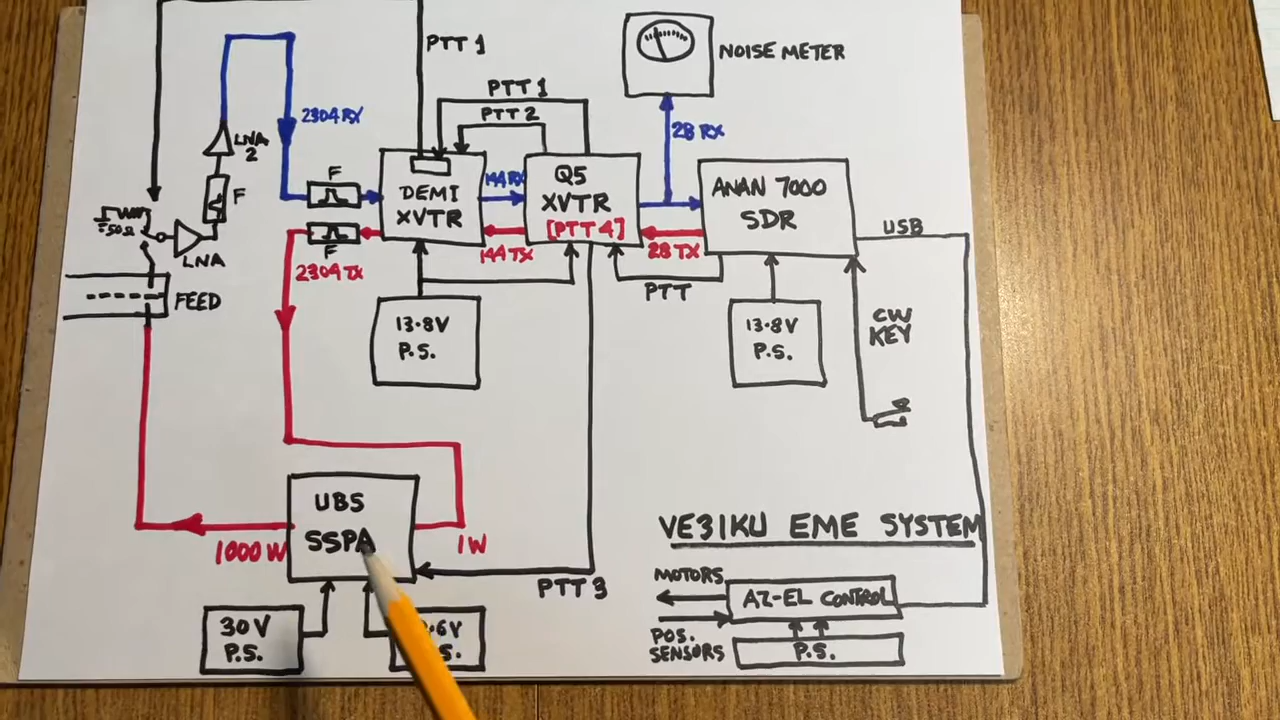 PTT 1
NOISE METER
PTT 1
PTT 2
2304 RX
28 RX
LNA
2
F
F
DEMI
XVTR
144 RX
Q5
XVTR
[PTT 4]
ANAN 7000
SDR
50Ω
LNA
F
2304 TX
144 TX
28 TX
USB
FEED
PTT
13.8V
P.S.
13.8V
P.S.
CW
KEY
UBS
SSPA
1000 W
1W
PTT 3
VE3IKU EME SYSTEM
MOTORS
AZ-EL CONTROL
POS.
SENSORS
P.S.
30V
P.S.